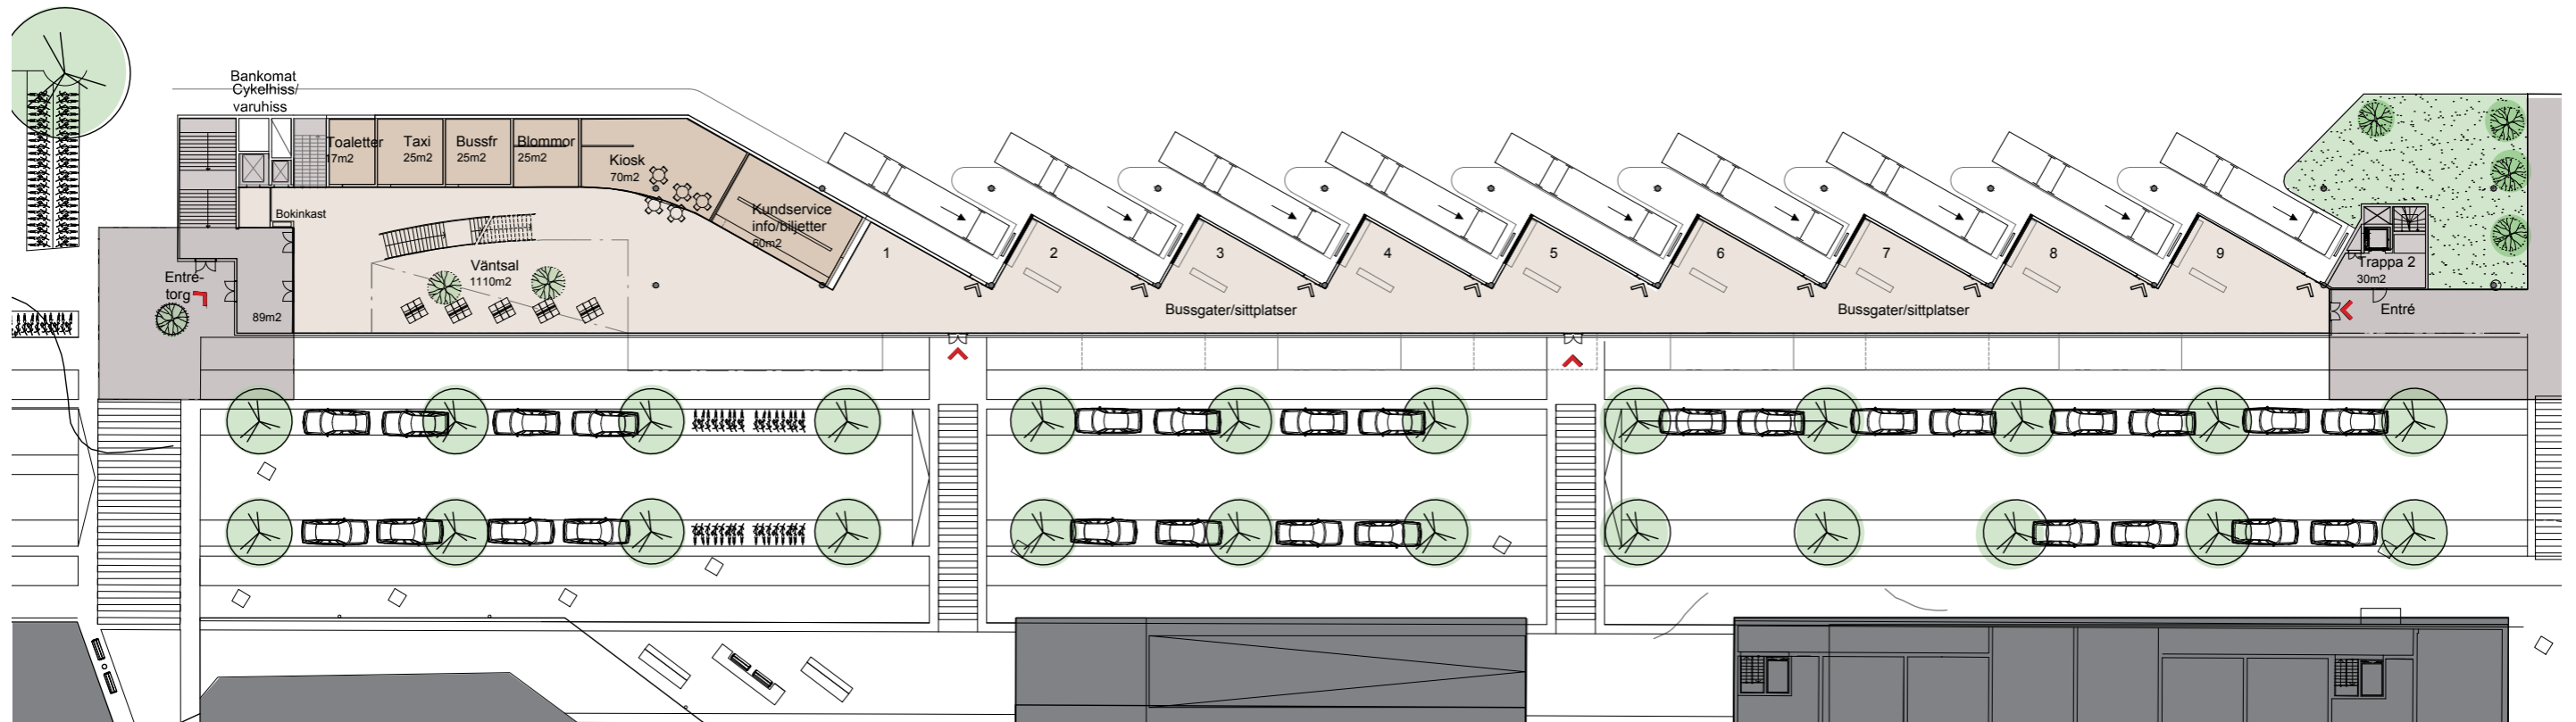 Bankomat
Cykelhiss/
varuhiss
Toaletter
17m2
Taxi
25m2
Bussfr
25m2
Blommor
25m2
Kiosk
70m2
Kundservice
info/biljetter
60m2
Bokinkast
Väntsal
1110m2
Entre-
torg
89m2
1
2
3
4
5
6
7
8
9
Bussgater/sittplatser
Bussgater/sittplatser
Trappa 2
30m2
Entré